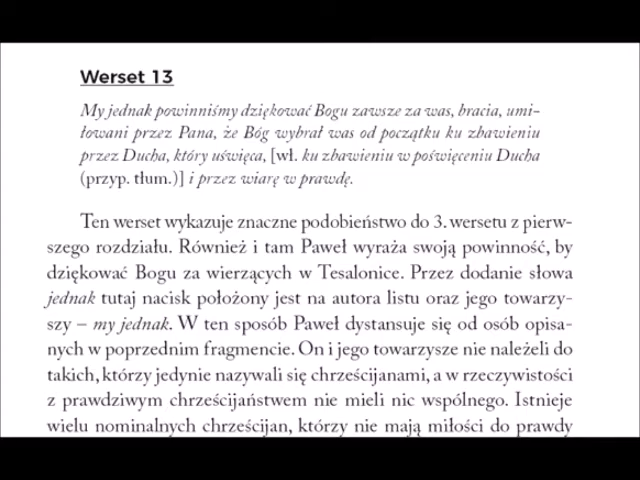 Werset 13
My jednak powinniśmy dziękować Bogu zawsze za was, bracia, umi-
łowani przez Pana, że Bóg wybrał was od początku ku zbawieniu
przez Ducha, który uświęca, [wł. ku zbawieniu w poświęceniu Ducha
(przyp. tłum.)] i przez wiarę w prawdę.
Ten werset wykazuje znaczne podobieństwo do 3. wersetu z pierw-
szego rozdziału. Również i tam Paweł wyraża swoją powinność, by
dziękować Bogu za wierzących w Tesalonice. Przez dodanie słowa
jednak tutaj nacisk położony jest na autora listu oraz jego towarzy-
szy – my jednak. W ten sposób Paweł dystansuje się od osób opisa-
nych w poprzednim fragmencie. On i jego towarzysze nie należeli do
takich, którzy jedynie nazywali się chrześcijanami, a w rzeczywistości
z prawdziwym chrześcijaństwem nie mieli nic wspólnego. Istnieje
wielu nominalnych chrześcijan, którzy nie mają miłości do prawdy